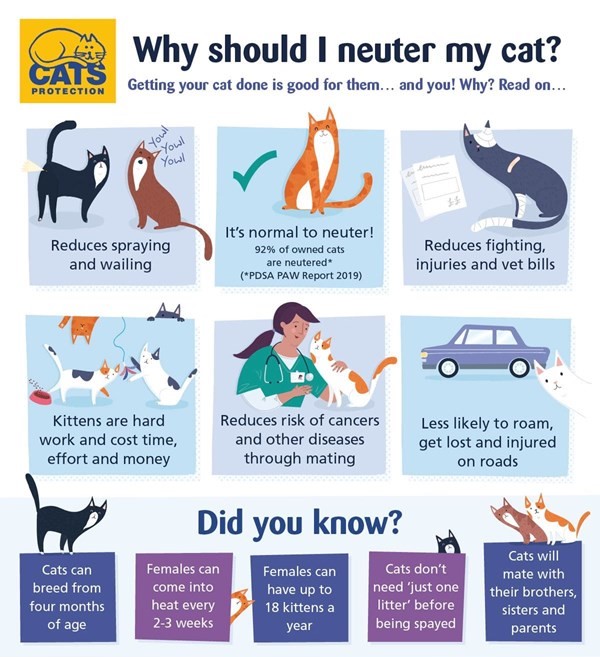 CATS
PROTECTION
Why should I neuter my cat?
Getting your cat done is good for them... and you! Why? Read on...
Yowl
Yowl
Yowl
Reduces spraying
and wailing
It's normal to neuter!
92% of owned cats
are neutered*
(*PDSA PAW Report 2019)
Reduces fighting,
injuries and vet bills
Kittens are hard
work and cost time,
effort and money
Reduces risk of cancers
and other diseases
through mating
Less likely to roam,
get lost and injured
on roads
Did you know?
Cats can
breed from
four months
of age
Females can
come into
heat every
2-3 weeks
Females can
have up to
18 kittens a
year
Cats don't
need 'just one
litter' before
being spayed
Cats will
mate with
their brothers,
sisters and
parents